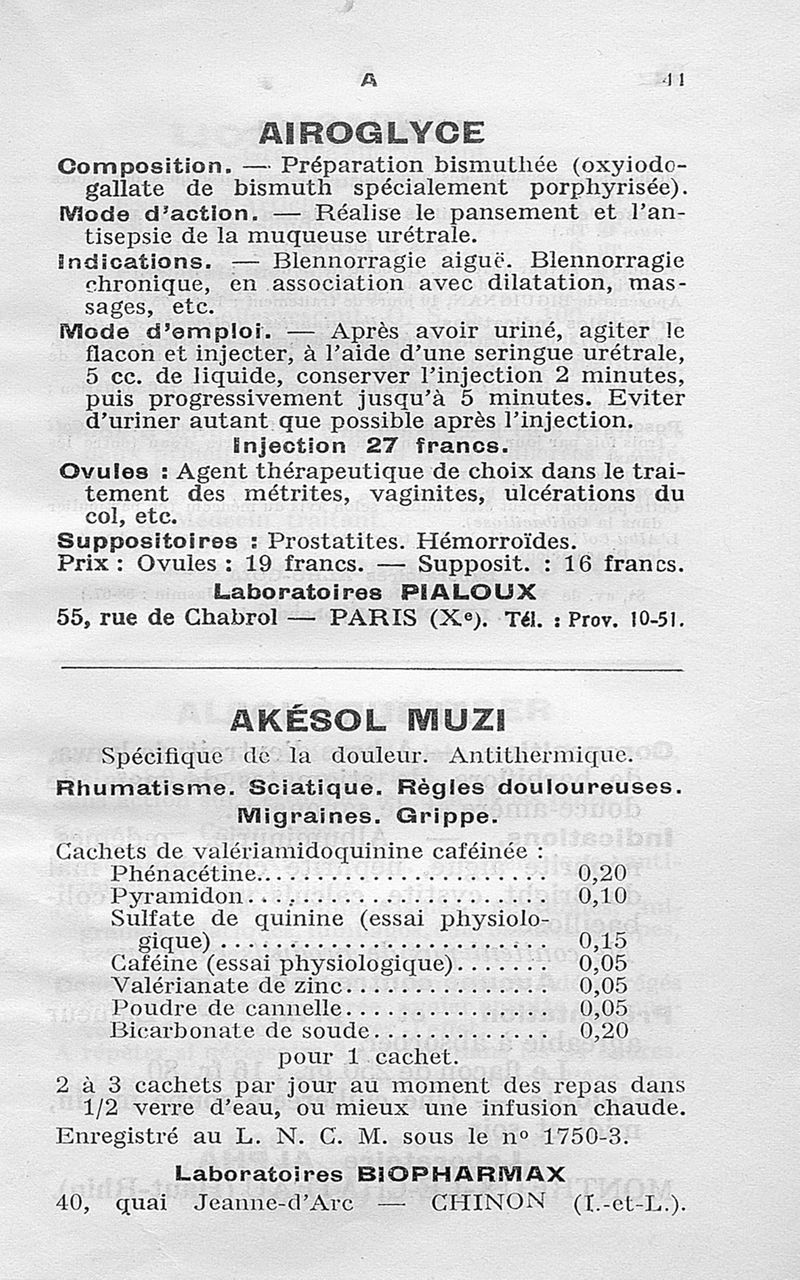 A 41
AIROGLYCE
Composition. — Préparation bismuthée (oxyiodo-
gallate de bismuth spécialement porphyrisée).
Mode d'action. — Réalise le pansement et l'an-
tisepsie de la muqueuse urétrale.
Indications. — Blennorragie aiguë. Blennorragie
chronique, en association avec dilatation, mas-
sages, etc.
Mode d'emploi. — Après avoir uriné, agiter le
flacon et injecter, à l'aide d'une seringue urétrale,
5 cc. de liquide, conserver l'injection 2 minutes,
puis progressivement jusqu'à 5 minutes. Eviter
d'uriner autant que possible après l'injection.
Injection 27 francs.
Ovules : Agent thérapeutique de choix dans le trai-
tement des métrites, vaginites, ulcérations du
col, etc.
Suppositoires : Prostatites. Hémorroïdes.
Prix : Ovules : 19 francs. — Supposit. : 16 francs.
Laboratoires PIALOUX
55, rue de Chabrol — PARIS (Xe). Tél. : Prov. 10-51.
AKÉSOL MUZI
Spécifique de la douleur. Antithermique.
Rhumatisme. Sciatique. Règles douloureuses.
Migraines. Grippe.
Cachets de valériamidoquinine caféinée :
Phénacétine........................ 0,20
Pyramidon......................... 0,10
Sulfate de quinine (essai physiolo-
gique) ........................... 0,15
Caféine (essai physiologique)....... 0,05
Valérianate de zinc................ 0,05
Poudre de cannelle................ 0,05
Bicarbonate de soude.............. 0,20
pour 1 cachet.
2 à 3 cachets par jour au moment des repas dans
1/2 verre d'eau, ou mieux une infusion chaude.
Enregistré au L. N. C. M. sous le no 1750-3.
Laboratoires BIOPHARMAX
40, quai Jeanne-d'Arc — CHINON (I.-et-L.).